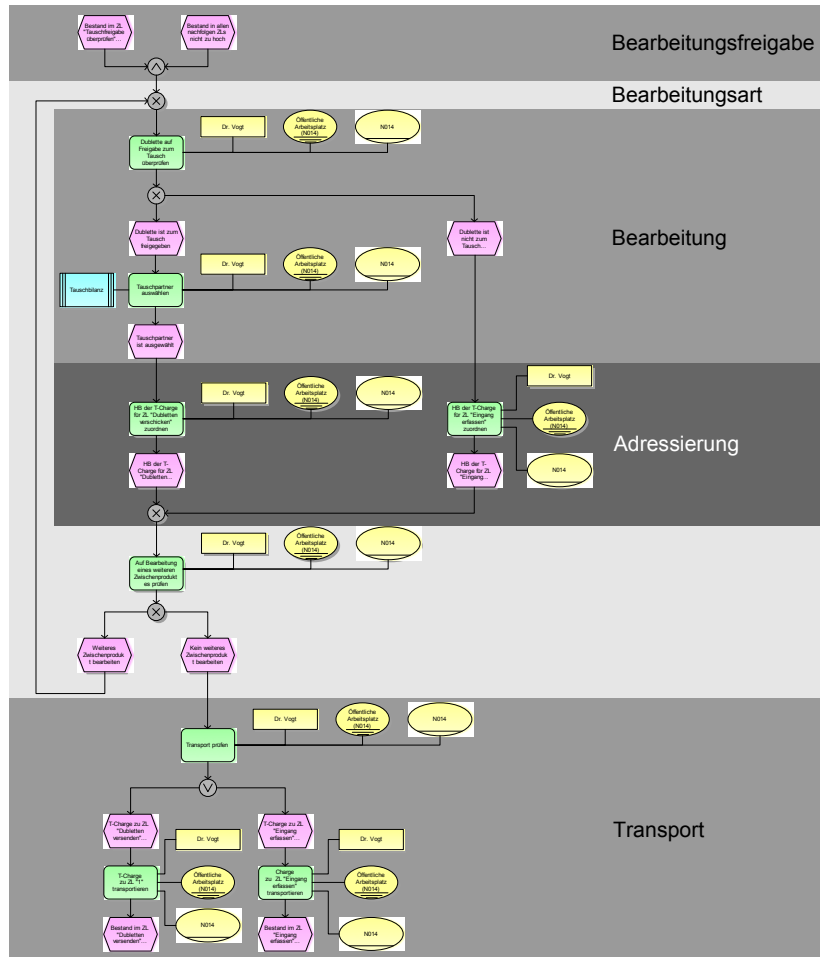 Bestand im ZL
"Tauschfreigabe
überprüfen"...
Bestand in allen
nachfolgen ZLs
nicht zu hoch
Bearbeitungsfreigabe
Bearbeitungsart
Dublette auf
Freigabe zum
Tausch
überprüfen
Dr. Vogt
Öffentliche
Arbeitsplatz
(N014)
N014
Dublette ist zum
Tausch
freigegeben
Dublette ist
nicht zum
Tausch...
Bearbeitung
Tauschbilanz
Tauschpartner
auswählen
Dr. Vogt
Öffentliche
Arbeitsplatz
(N014)
N014
Tauschpartner
ist ausgewählt
HB der T-Charge
für ZL "Dubletten
verschicken"
zuordnen
Dr. Vogt
Öffentliche
Arbeitsplatz
(N014)
N014
HB der T-Charge
für ZL "Eingang
erfassen"
zuordnen
Dr. Vogt
Öffentliche
Arbeitsplatz
(N014)
N014
Adressierung
HB der T-
Charge für ZL
"Dubletten...
HB der T-
Charge für ZL
"Eingang...
Auf Bearbeitung
eines weiteren
Zwischenprodukt
es prüfen
Dr. Vogt
Öffentliche
Arbeitsplatz
(N014)
N014
Weiteres
Zwischenproduk
t bearbeiten
Kein weiteres
Zwischenproduk
t bearbeiten
Transport prüfen
Dr. Vogt
Öffentliche
Arbeitsplatz
(N014)
N014
Transport
T-Charge zu ZL
"Dubletten
versenden"...
T-Charge zu ZL
"Eingang
erfassen"...
T-Charge
zu ZL "1"
transportieren
Dr. Vogt
Öffentliche
Arbeitsplatz
(N014)
N014
Charge
zu ZL "Eingang
erfassen"
transportieren
Dr. Vogt
Öffentliche
Arbeitsplatz
(N014)
N014
Bestand im ZL
"Dubletten
versenden"...
Bestand im ZL
"Eingang
erfassen"...